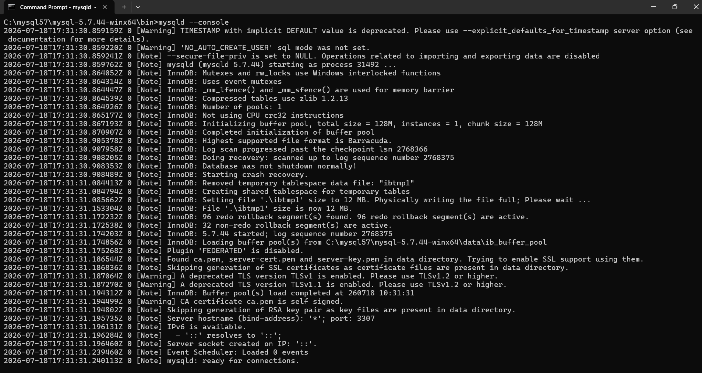 Command Prompt - mysqld -
C:\mysql57\mysql-5.7.44-winx64\bin>mysqld --console
2026-07-18T17:31:30.859159Z 0 [Warning] TIMESTAMP with implicit DEFAULT value is deprecated. Please use --explicit_defaults_for_timestamp server option (see
documentation for more details).
2026-07-18T17:31:30.859220Z 0 [Warning] 'NO_AUTO_CREATE_USER' sql mode was not set.
2026-07-18T17:31:30.859241Z 0 [Note] --secure-file-priv is set to NULL. Operations related to importing and exporting data are disabled
2026-07-18T17:31:30.859762Z 0 [Note] mysqld (mysqld 5.7.44) starting as process 31492 ...
2026-07-18T17:31:30.864052Z 0 [Note] InnoDB: Mutexes and rw_locks use Windows interlocked functions
2026-07-18T17:31:30.864314Z 0 [Note] InnoDB: Uses event mutexes
2026-07-18T17:31:30.864447Z 0 [Note] InnoDB: _mm_lfence() and _mm_sfence() are used for memory barrier
2026-07-18T17:31:30.864539Z 0 [Note] InnoDB: Compressed tables use zlib 1.2.13
2026-07-18T17:31:30.864926Z 0 [Note] InnoDB: Number of pools: 1
2026-07-18T17:31:30.865177Z 0 [Note] InnoDB: Not using CPU crc32 instructions
2026-07-18T17:31:30.867193Z 0 [Note] InnoDB: Initializing buffer pool, total size = 128M, instances = 1, chunk size = 128M
2026-07-18T17:31:30.870907Z 0 [Note] InnoDB: Completed initialization of buffer pool
2026-07-18T17:31:30.905378Z 0 [Note] InnoDB: Highest supported file format is Barracuda.
2026-07-18T17:31:30.907958Z 0 [Note] InnoDB: Log scan progressed past the checkpoint lsn 2768366
2026-07-18T17:31:30.908205Z 0 [Note] InnoDB: Doing recovery: scanned up to log sequence number 2768375
2026-07-18T17:31:30.908353Z 0 [Note] InnoDB: Database was not shutdown normally!
2026-07-18T17:31:30.908489Z 0 [Note] InnoDB: Starting crash recovery.
2026-07-18T17:31:31.084413Z 0 [Note] InnoDB: Removed temporary tablespace data file: "ibtmp1"
2026-07-18T17:31:31.084794Z 0 [Note] InnoDB: Creating shared tablespace for temporary tables
2026-07-18T17:31:31.085662Z 0 [Note] InnoDB: Setting file '.\ibtmp1' size to 12 MB. Physically writing the file full; Please wait ...
2026-07-18T17:31:31.153304Z 0 [Note] InnoDB: File '.\ibtmp1' size is now 12 MB.
2026-07-18T17:31:31.172232Z 0 [Note] InnoDB: 96 redo rollback segment(s) found. 96 redo rollback segment(s) are active.
2026-07-18T17:31:31.172538Z 0 [Note] InnoDB: 32 non-redo rollback segment(s) are active.
2026-07-18T17:31:31.174203Z 0 [Note] InnoDB: 5.7.44 started; log sequence number 2768375
2026-07-18T17:31:31.174856Z 0 [Note] InnoDB: Loading buffer pool(s) from C:\mysql57\mysql-5.7.44-winx64\data\ib_buffer_pool
2026-07-18T17:31:31.175268Z 0 [Note] Plugin 'FEDERATED' is disabled.
2026-07-18T17:31:31.186544Z 0 [Note] Found ca.pem, server-cert.pem and server-key.pem in data directory. Trying to enable SSL support using them.
2026-07-18T17:31:31.186836Z 0 [Note] Skipping generation of SSL certificates as certificate files are present in data directory.
2026-07-18T17:31:31.187064Z 0 [Warning] A deprecated TLS version TLSv1 is enabled. Please use TLSv1.2 or higher.
2026-07-18T17:31:31.187270Z 0 [Warning] A deprecated TLS version TLSv1.1 is enabled. Please use TLSv1.2 or higher.
2026-07-18T17:31:31.194312Z 0 [Note] InnoDB: Buffer pool(s) load completed at 260718 10:31:31
2026-07-18T17:31:31.194499Z 0 [Warning] CA certificate ca.pem is self signed.
2026-07-18T17:31:31.194802Z 0 [Note] Skipping generation of RSA key pair as key files are present in data directory.
2026-07-18T17:31:31.195736Z 0 [Note] Server hostname (bind-address): '*'; port: 3307
2026-07-18T17:31:31.196131Z 0 [Note] IPv6 is available.
2026-07-18T17:31:31.196284Z 0 [Note]   - '::' resolves to '::';
2026-07-18T17:31:31.196460Z 0 [Note] Server socket created on IP: '::'.
2026-07-18T17:31:31.239460Z 0 [Note] Event Scheduler: Loaded 0 events
2026-07-18T17:31:31.240113Z 0 [Note] mysqld: ready for connections.